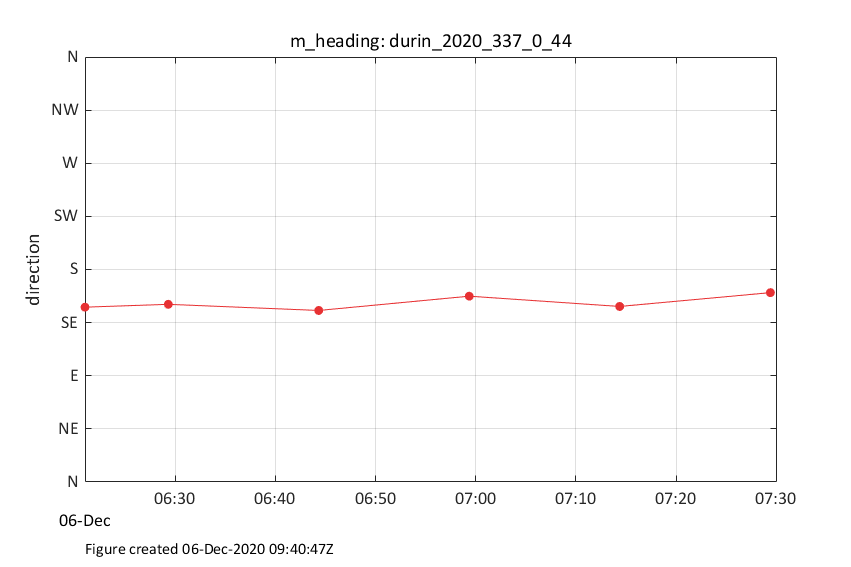 m_heading: durin_2020_337_0_44
N
NW
W
SW
S
SE
E
NE
N
direction
06:30 06:40 06:50 07:00 07:10 07:20 07:30
06-Dec
Figure created 06-Dec-2020 09:40:47Z